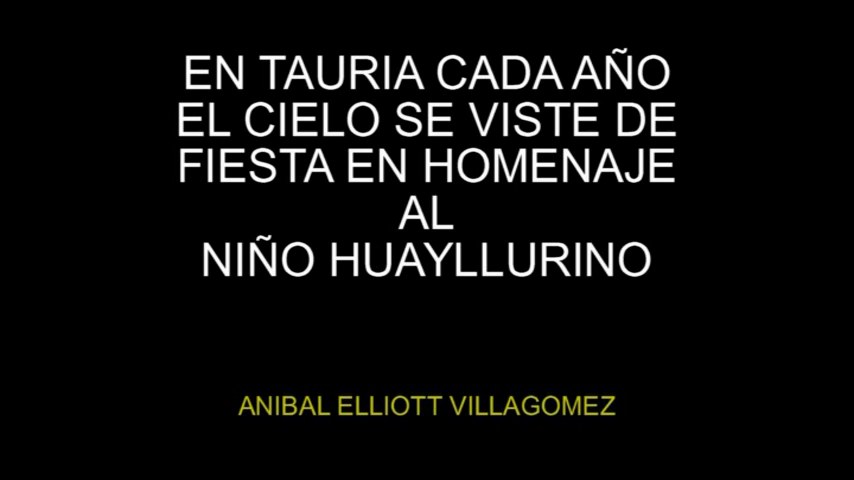 EN TAURIA CADA AÑO
EL CIELO SE VISTE DE
FIESTA EN HOMENAJE
AL
NIÑO HUAYLLURINO
ANIBAL ELLIOTT VILLAGOMEZ